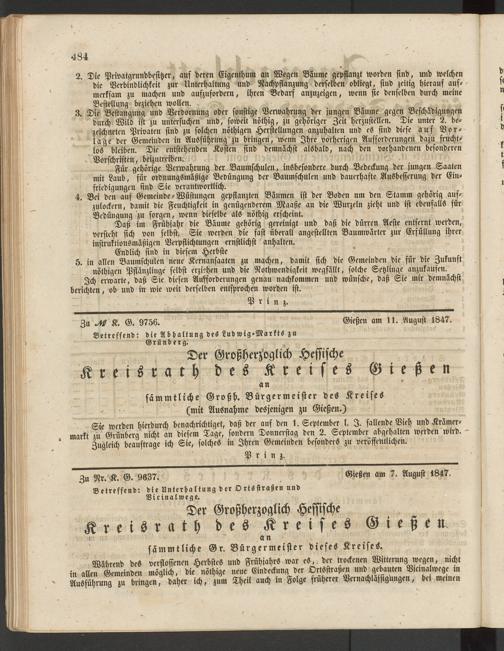 484
2. Die Privatgrundbesitzer, auf deren Eigenthum an Wegen Bäume gepflanzt worden sind, und welchen
die Verbindlichkeit zur Unterhaltung und Nachpflanzung derselben obliegt, sind zeitig hierauf auf-
merksam zu machen und aufzufordern, ihren Bedarf anzuzeigen, wenn sie denselben durch meine
Bestellung beziehen wollen.
3. Die Bestangung und Verdoernung oder sonstige Verwahrung der jungen Bäume gegen Beschädigungen
durch Wild ist zu untersuchen und, soweit nöthig, zu gehöriger Zeit herzustellen. Die unter 2. be-
zeichneten Privaten sind zu solchen nöthigen Herstellungen anzuhalten und es sind diese auf Vor-
lage der Gemeinden in Ausführung zu bringen, wenn Ihre vorherigen Aufforderungen dazu frucht-
los bleiben. Die entstehenden Kosten sind demnächst alsbald, nach den vorhandenen besonderen
Vorschriften, beizutreiben.
Für gehörige Verwahrung der Baumschulen, insbesondere durch Bedeckung der jungen Saaten
mit Laub, für ordnungsmäßige Bedüngung der Baumschulen und dauerhafte Ausbesserung der Ein-
friedigungen sind Sie verantwortlich.
4. Bei den auf Gemeinde-Wüstungen gepflanzten Bäumen ist der Boden um den Stamm gehörig auf-
zulockern, damit die Feuchtigkeit in genügenderem Maaße an die Wurzeln zieht und ist ebenfalls für
Bedüngung zu sorgen, wenn dieselbe als nöthig erscheint.
Daß im Frühjahr die Bäume gehörig gereinigt und daß die dürren Aeste entfernt werden,
versteht sich von selbst. Sie werden die fast überall angestellten Baumwärter zur Erfüllung ihrer
instruktionsmäßigen Verpflichtungen ernstlichst anhalten.
Endlich sind in diesem Herbste
5. in allen Baumschulen neue Kernansaaten zu machen, damit sich die Gemeinden die für die Zukunft
nöthigen Pflänzlinge selbst erziehen und die Nothwendigkeit wegfällt, solche Setzlinge anzukaufen.
Ich erwarte, daß Sie diesen Aufforderungen genau nachkommen und wünsche, daß Sie mir demnächst
berichten, ob und in wie weit derselben entsprochen worden ist.
Prinz.
Zu № K. G. 9756. Gießen am 11. August 1847.
Betreffend: die Abhaltung des Ludwig-Markts zu
Grünberg.
Der Großherzoglich Hessische
Kreisrath des Kreises Gießen
an
sämmtliche Großh. Bürgermeister des Kreises
(mit Ausnahme desjenigen zu Gießen.)
Sie werden hierdurch benachrichtiget, daß der auf den 1. September l. J. fallende Vieh und Krämer-
markt zu Grünberg nicht an diesem Tage, sondern Donnerstag den 2. September abgehalten werden wird.
Zugleich beauftrage ich Sie, solches in Ihren Gemeinden besonders zu veröffentlichen.
Prinz.
Zu Nr. K. G. 9637. Gießen am 7. August 1847.
Betreffend: die Unterhaltung der Ortsstraßen und
Vicinalwege.
Der Großherzoglich Hessische
Kreisrath des Kreises Gießen
an
sämmtliche Gr. Bürgermeister dieses Kreises.
Während des verflossenen Herbstes und Frühjahrs war es, der trockenen Witterung wegen, nicht
in allen Gemeinden möglich, die nöthige neue Eindeckung der Ortsstraßen und gebauten Vicinalwege in
Ausführung zu bringen, daher ich, zum Theil auch in Folge früherer Vernachlässigungen, bei meinen